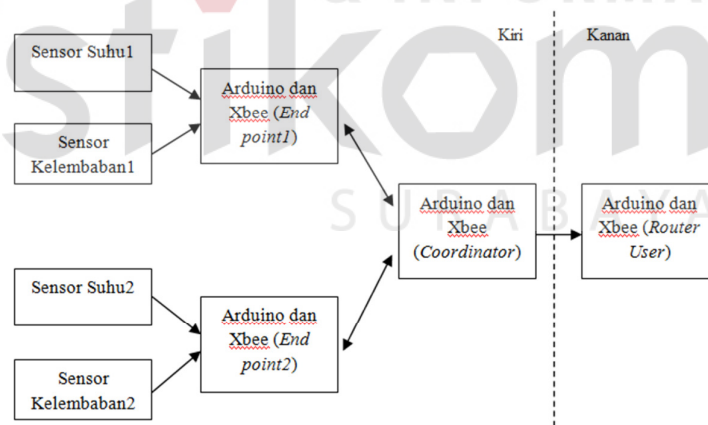 stikom
SURABAYA
Kiri
Kanan
Sensor Suhu1
Sensor
Kelembaban1
Arduino dan
Xbee (End
point1)
Arduino dan
Xbee
(Coordinator)
Arduino dan
Xbee (Router
User)
Sensor Suhu2
Sensor
Kelembaban2
Arduino dan
Xbee (End
point2)